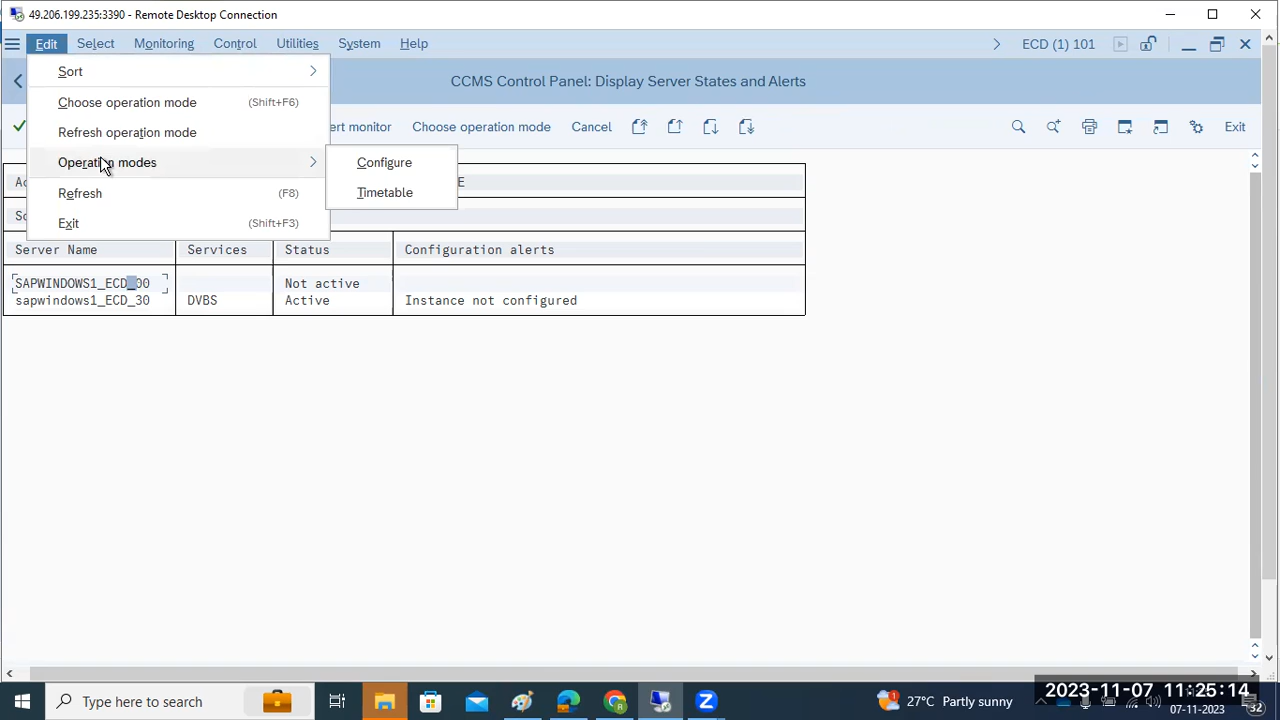 49.206.199.235:3390 - Remote Desktop Connection
Edit Select Monitoring Control Utilities System Help ECD (1) 101
CCMS Control Panel: Display Server States and Alerts
Sort
Choose operation mode (Shift+F6)
Refresh operation mode
Operation modes
Refresh (F8)
Exit (Shift+F3)
Configure
Timetable
ert monitor Choose operation mode Cancel Exit
Server Name Services Status Configuration alerts
SAPWINDOWS1_ECD_00 Not active
sapwindows1_ECD_30 DVBS Active Instance not configured
Type here to search
27°C Partly sunny
2023-11-07 11:25:14
07-11-2023
32